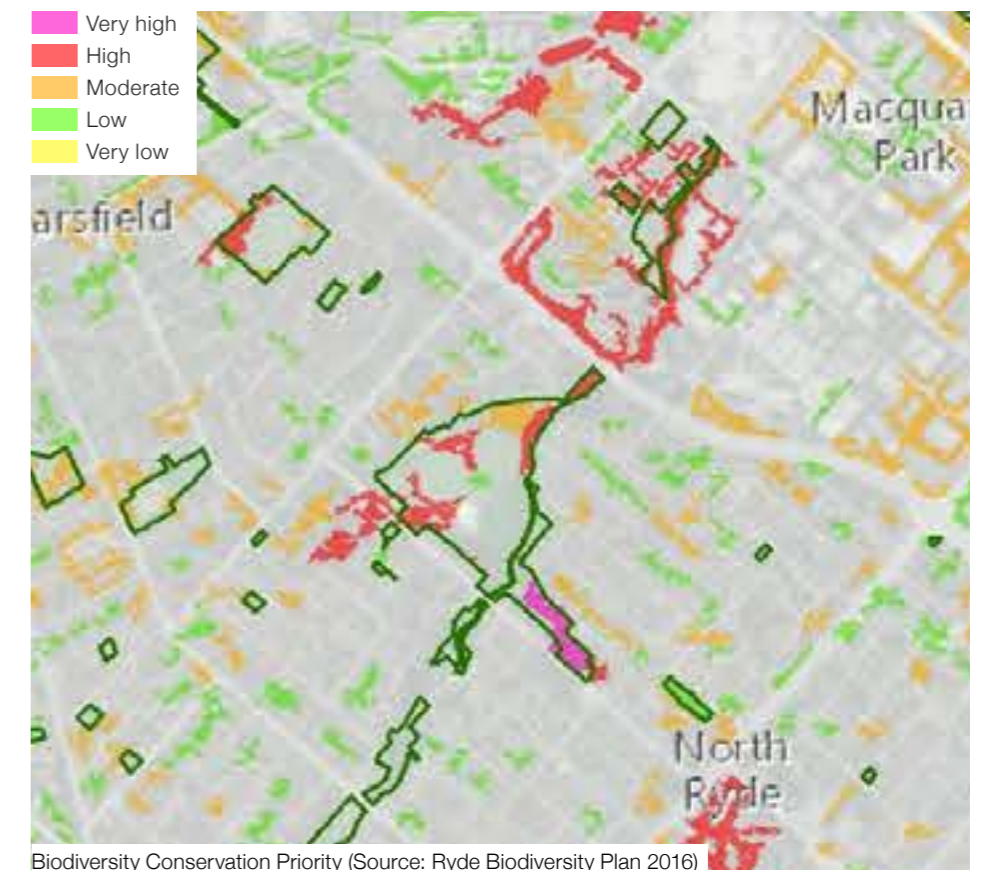 Very high
High
Moderate
Low
Very low
Macqua
Park
arsfield
North
Ryde
Biodiversity Conservation Priority (Source: Ryde Biodiversity Plan 2016)